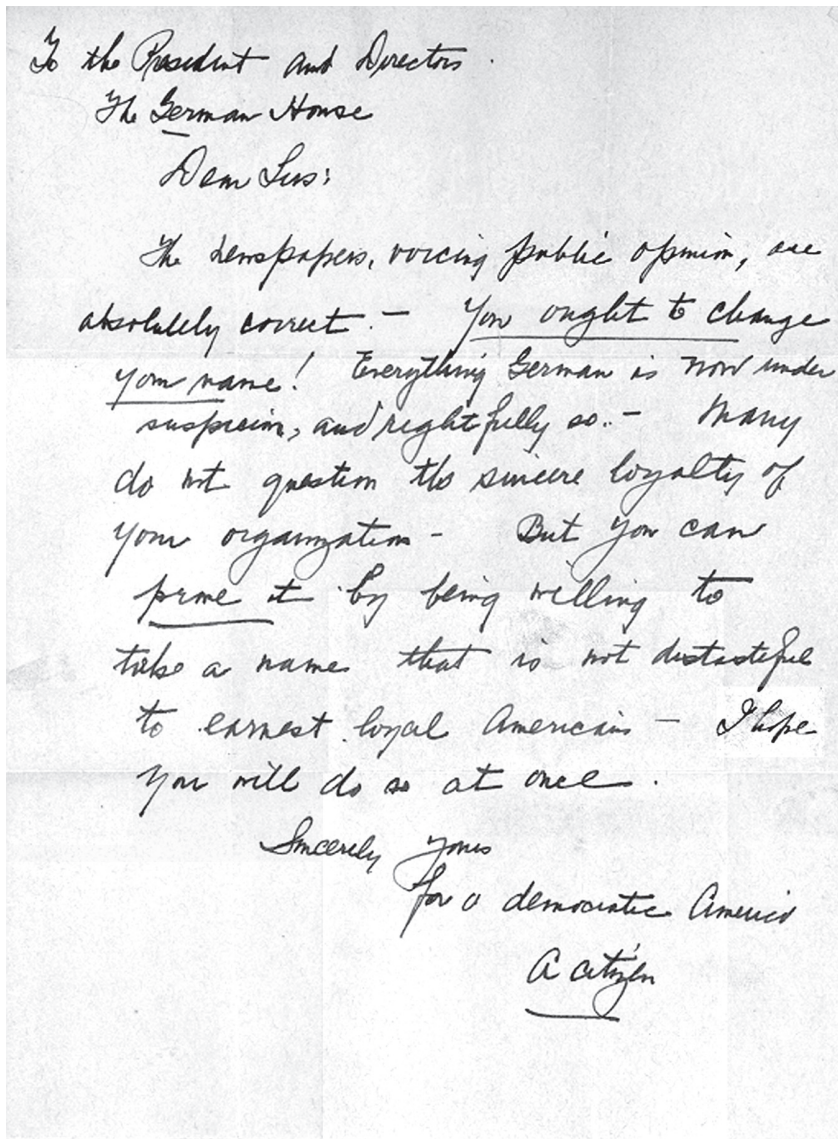 To the President and Directors
The German House
Dear Sirs:
The newspapers, voicing public opinion, are
absolutely correct. – You ought to change
your name! Everything German is now under
suspicion, and rightfully so. – Many
do not question the sincere loyalty of
your organization – But you can
prove it by being willing to
take a name that is not distasteful
to earnest loyal Americans – I hope
you will do so at once.
Sincerely yours
for a democratic America
A citizen